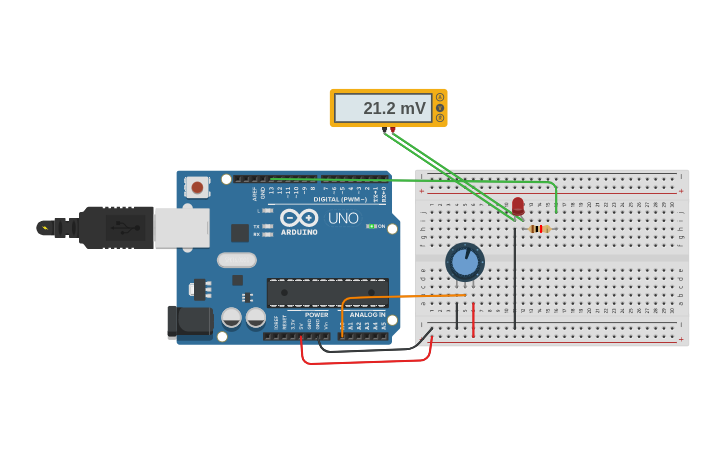 21.2 mV
AREF
GND
13
12
~11
~10
~9
8
7
~6
~5
4
~3
2
TX→1
RX←0
DIGITAL (PWM~)
L
TX
RX
UNO
ON
ARDUINO
POWER
ANALOG IN
IOREF
RESET
3.3V
5V
GND
GND
Vin
A0
A1
A2
A3
A4
A5